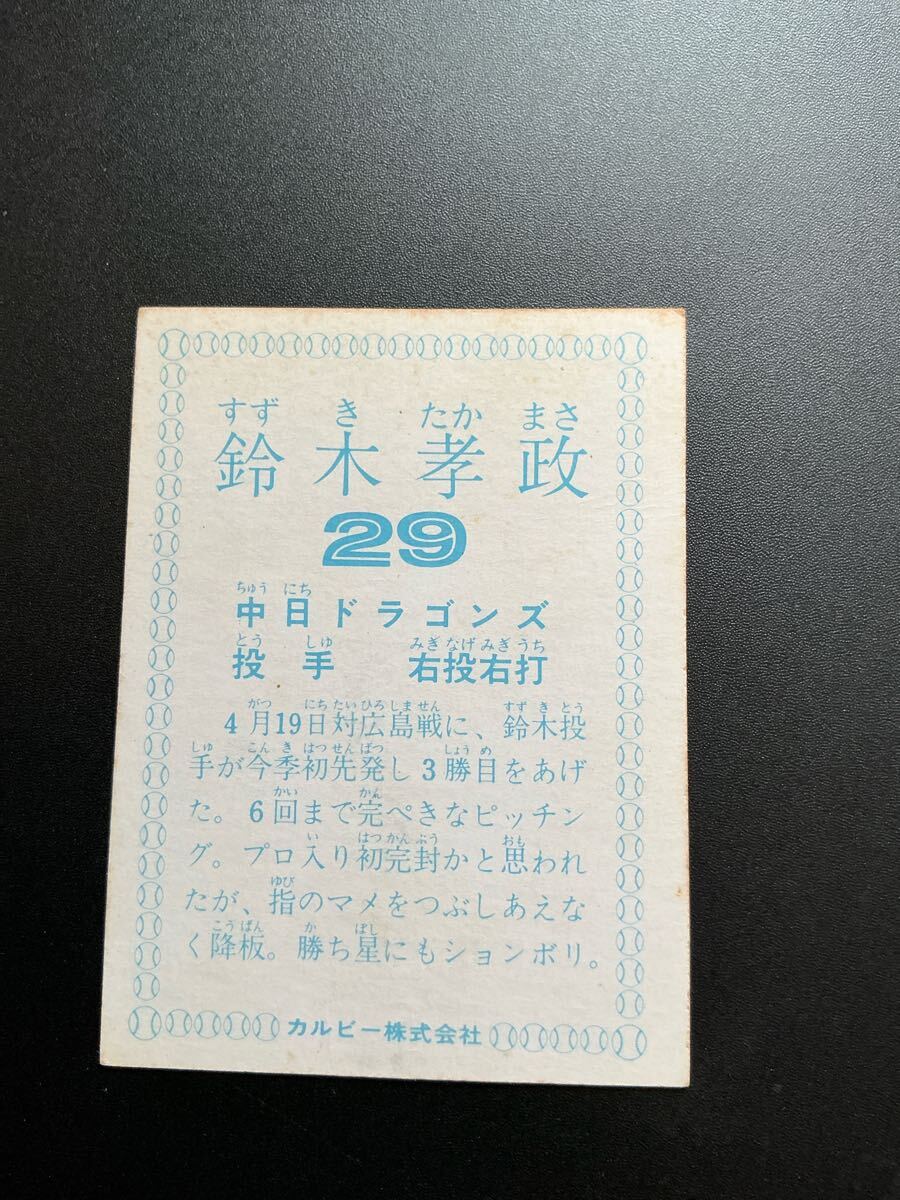 すず き たか まさ
鈴木孝政
29
ちゅう にち
中日ドラゴンズ
とう しゅ みぎ なげ みぎ うち
投手 右投右打
がつ にち たい ひろ しま せん すず き とう
4月19日対広島戦に、鈴木投
しゅ こん き はつ せん ぱつ しょう め
手が今季初先発し3勝目をあげ
かい かん
た。6回まで完ぺきなピッチン
い はつ かん ぷう おも
グ。プロ入り初完封かと思われ
ゆび
たが、指のマメをつぶしあえな
こう ばん か ぼし
く降板。勝ち星にもションボリ。
カルビー株式会社